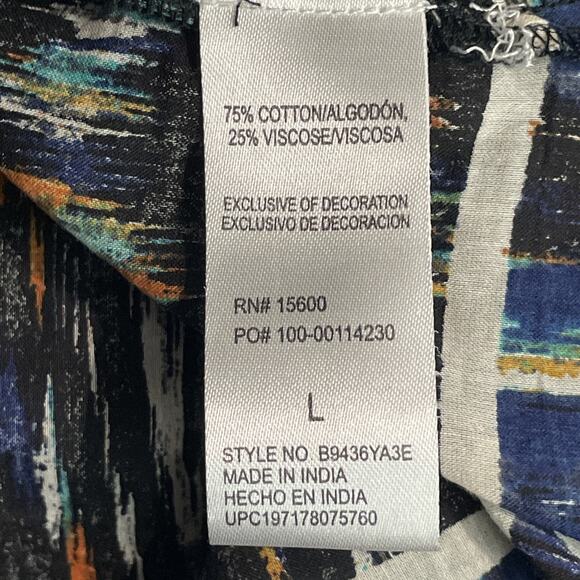 75% COTTON/ALGODÓN,
25% VISCOSE/VISCOSA
EXCLUSIVE OF DECORATION
EXCLUSIVO DE DECORACION
RN# 15600
PO# 100-00114230
L
STYLE NO. B9436YA3E
MADE IN INDIA
HECHO EN INDIA
UPC197178075760